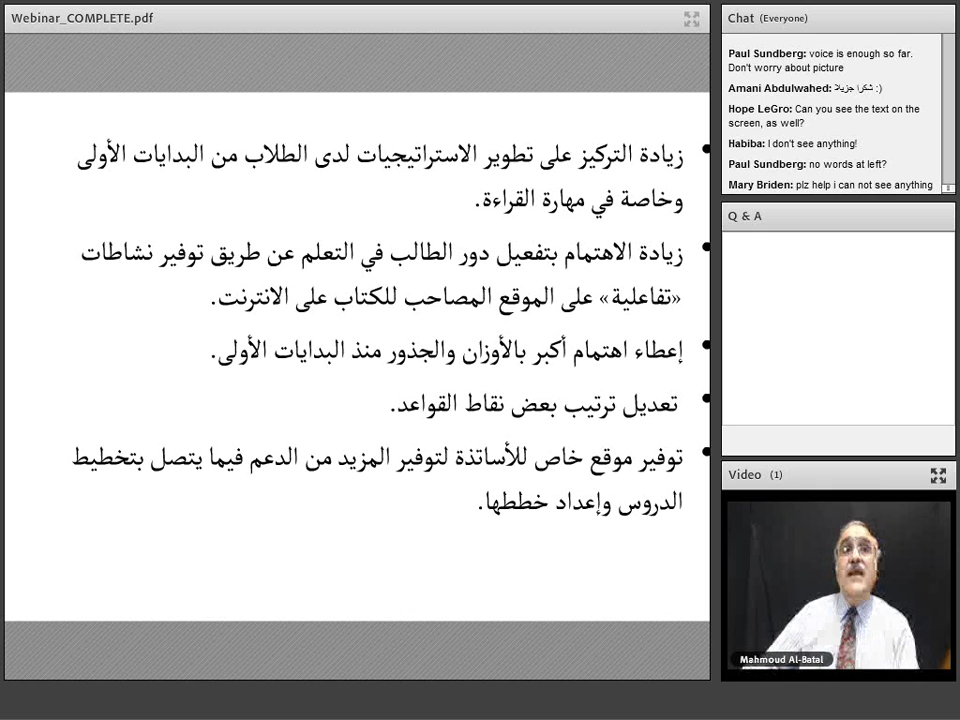 Webinar_COMPLETE.pdf
• زيادة التركيز على تطوير الاستراتيجيات لدى الطلاب من البدايات الأولى
وخاصة في مهارة القراءة.
• زيادة الاهتمام بتفعيل دور الطالب في التعلم عن طريق توفير نشاطات
«تفاعلية» على الموقع المصاحب للكتاب على الانترنت.
• إعطاء اهتمام أكبر بالأوزان والجذور منذ البدايات الأولى.
• تعديل ترتيب بعض نقاط القواعد.
• توفير موقع خاص للأساتذة لتوفير المزيد من الدعم فيما يتصل بتخطيط
الدروس وإعداد خططها.
Chat (Everyone)
Paul Sundberg: voice is enough so far.
Don't worry about picture
Amani Abdulwahed: شكرا جزيلا :)
Hope LeGro: Can you see the text on the
screen, as well?
Habiba: I don't see anything!
Paul Sundberg: no words at left?
Mary Briden: plz help i can not see anything
Q & A
Video (1)
Mahmoud Al-Batal